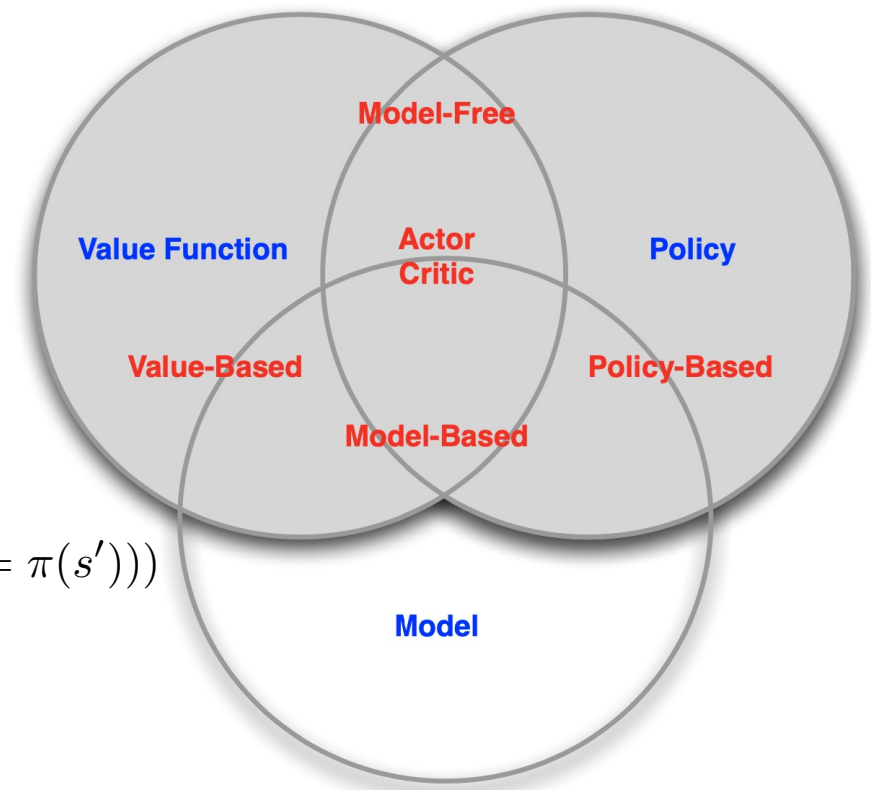 Model-Free
Actor
Critic
Value Function
Policy
Value-Based
Policy-Based
Model-Based
= π(s′)))
Model